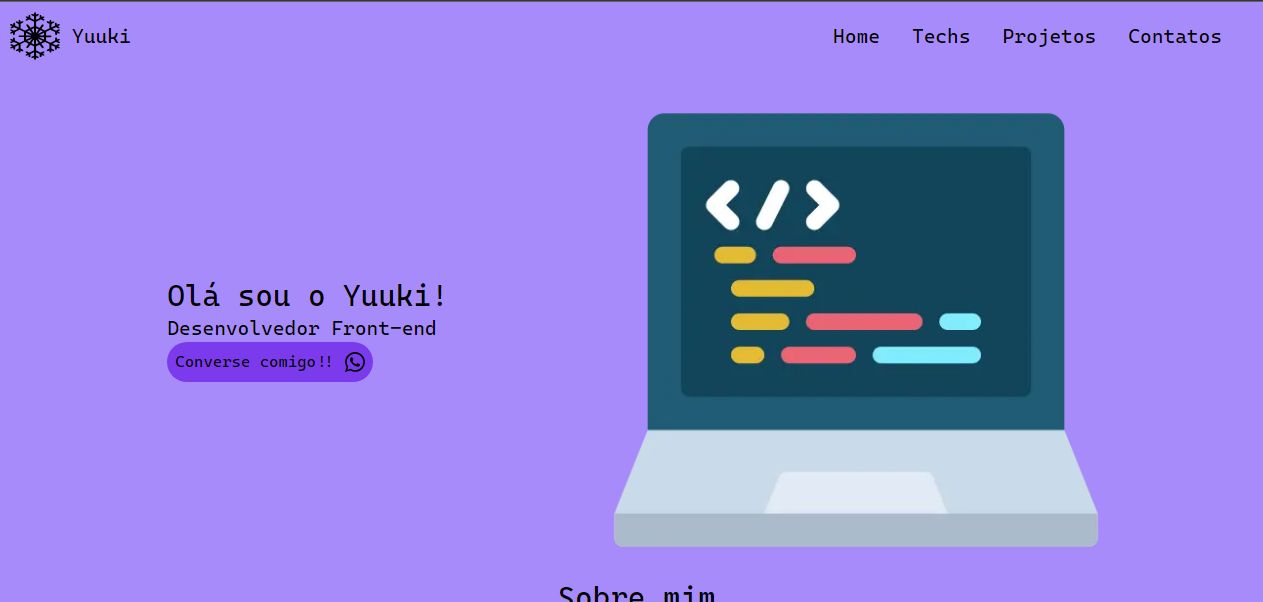 Yuuki
Home Techs Projetos Contatos
</>
Olá sou o Yuuki!
Desenvolvedor Front-end
Converse comigo!!
Sobre mim